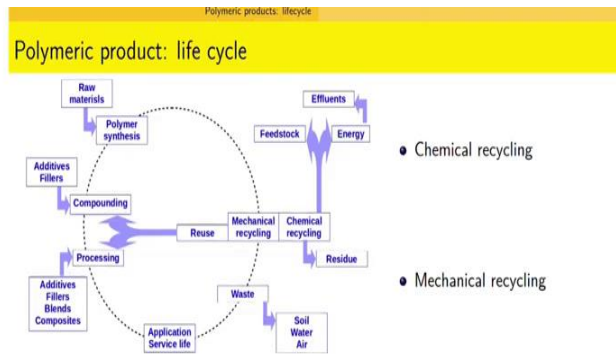 Polymeric products: lifecycle
Polymeric product: life cycle
Raw
materisls
Polymer
synthesis
Effluents
Feedstock
Energy
Additives
Fillers
Compounding
Reuse
Mechanical
recycling
Chemical
recycling
Processing
Residue
Additives
Fillers
Blends
Composites
Waste
Soil
Water
Air
Application
Service life
Chemical recycling
Mechanical recycling